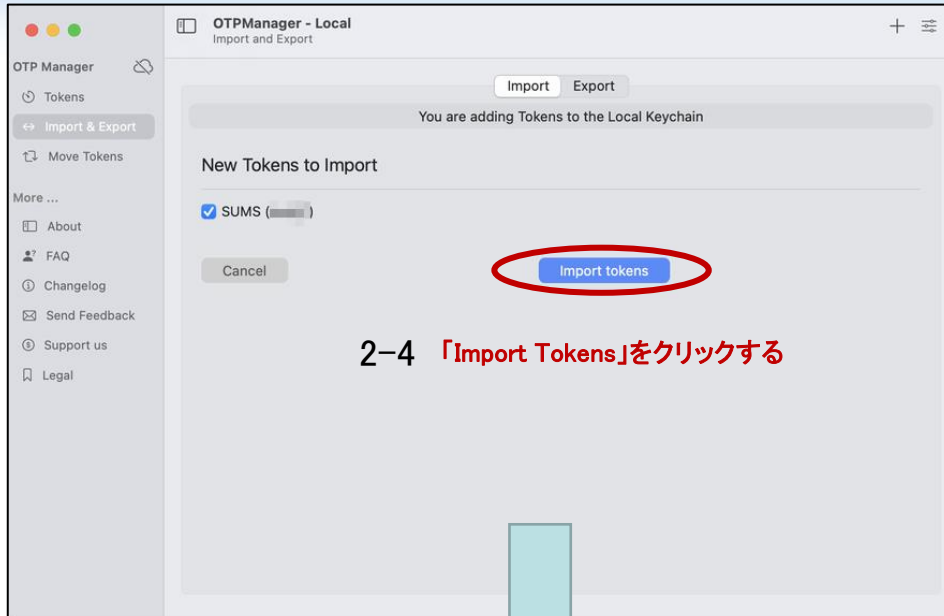 OTPManager - Local
Import and Export
OTP Manager
Tokens
Import & Export
Move Tokens
More ...
About
FAQ
Changelog
Send Feedback
Support us
Legal
Import Export
You are adding Tokens to the Local Keychain
New Tokens to Import
SUMS ( )
Cancel
Import tokens
2-4 「Import Tokens」をクリックする